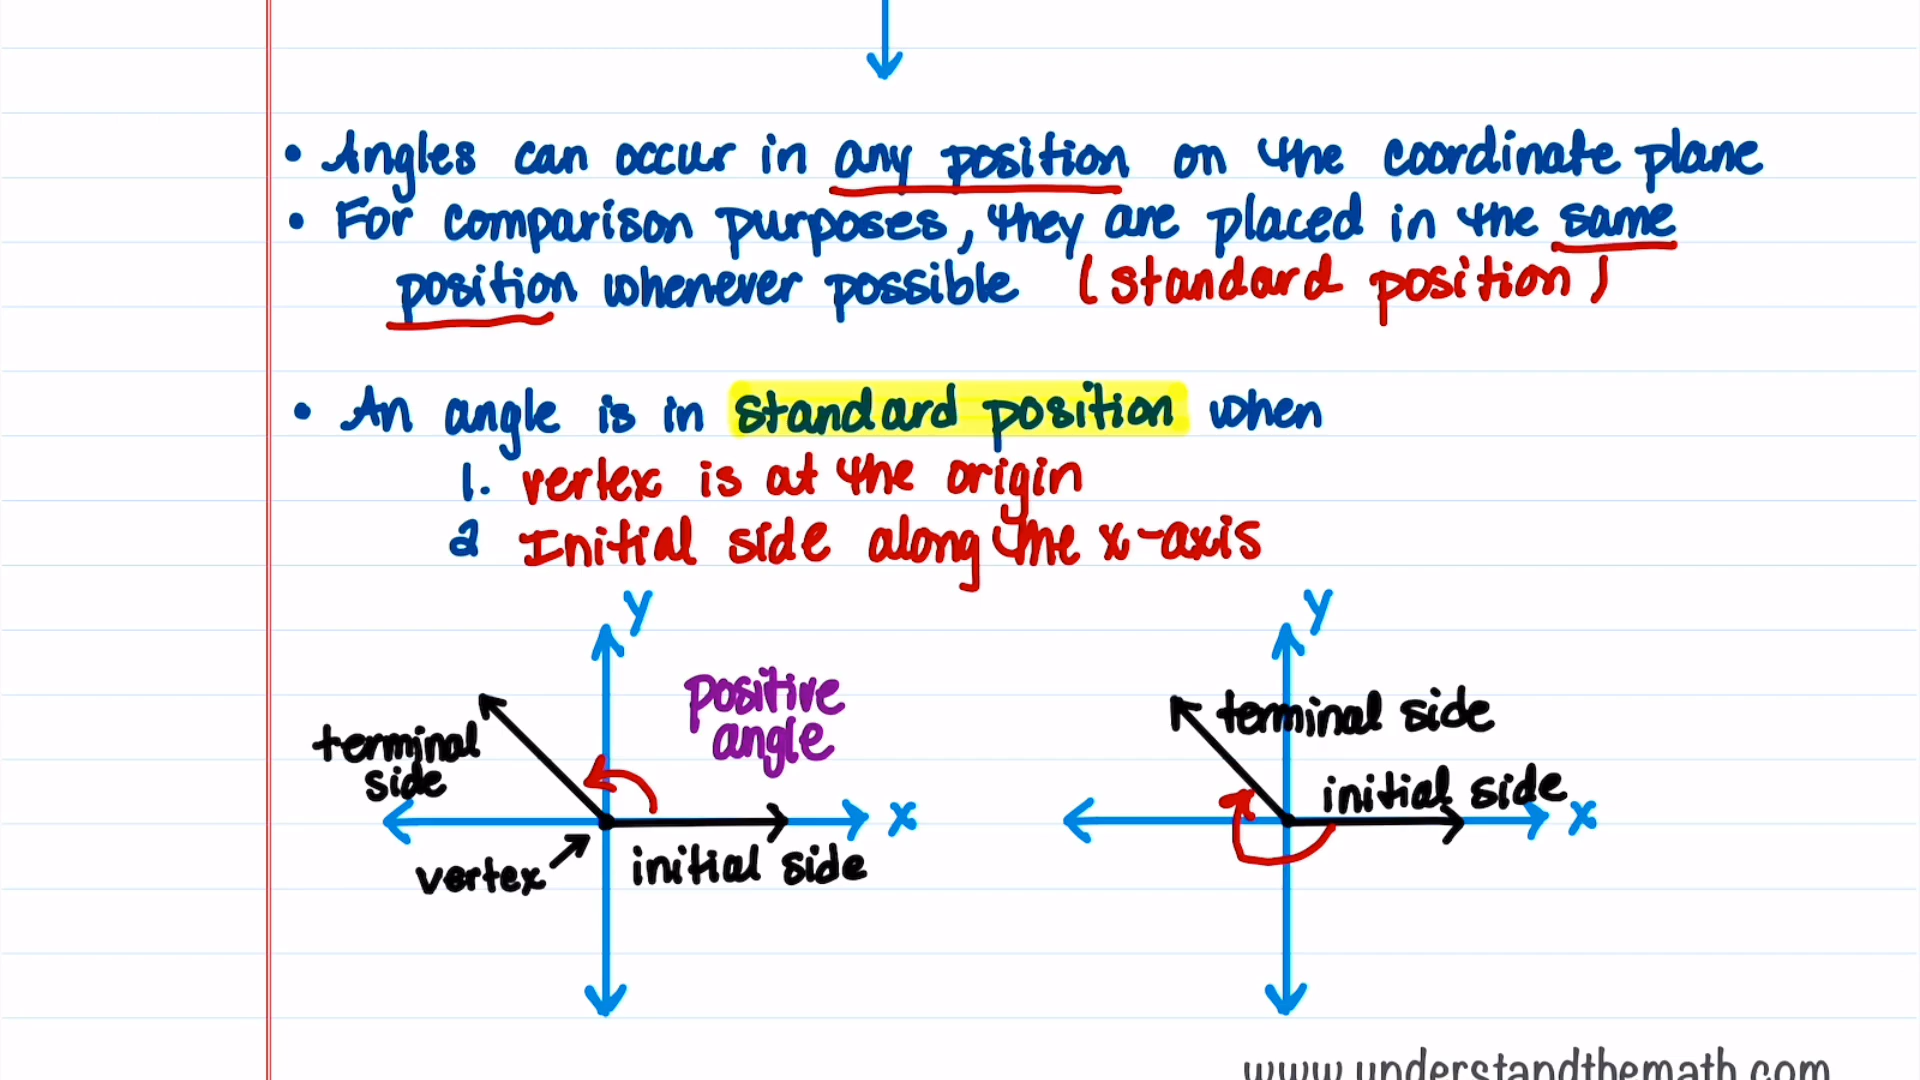 • Angles can occur in any position on the coordinate plane
• For comparison purposes, they are placed in the same
position whenever possible (standard position)
• An angle is in standard position when
1. vertex is at the origin
2 Initial side along the x-axis
y
positive
angle
terminal
side
x
vertex
initial side
y
terminal side
initial side
x
www.understandthemath.com